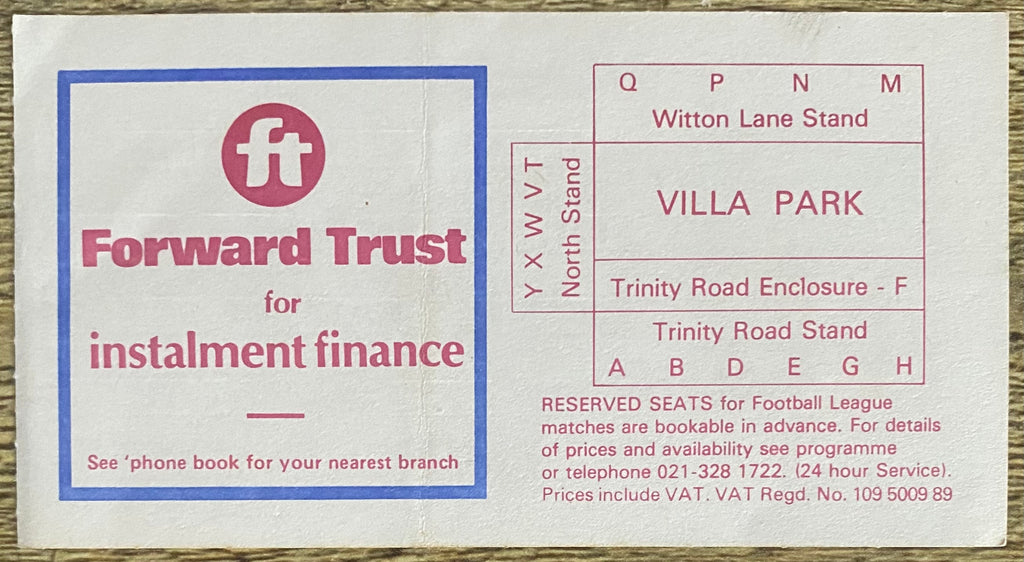 ft
Forward Trust
for
instalment finance
See 'phone book for your nearest branch
Q P N M
Witton Lane Stand
Y X W V T
North Stand
VILLA PARK
Trinity Road Enclosure - F
Trinity Road Stand
A B D E G H
RESERVED SEATS for Football League
matches are bookable in advance. For details
of prices and availability see programme
or telephone 021-328 1722. (24 hour Service).
Prices include VAT. VAT Regd. No. 109 5009 89